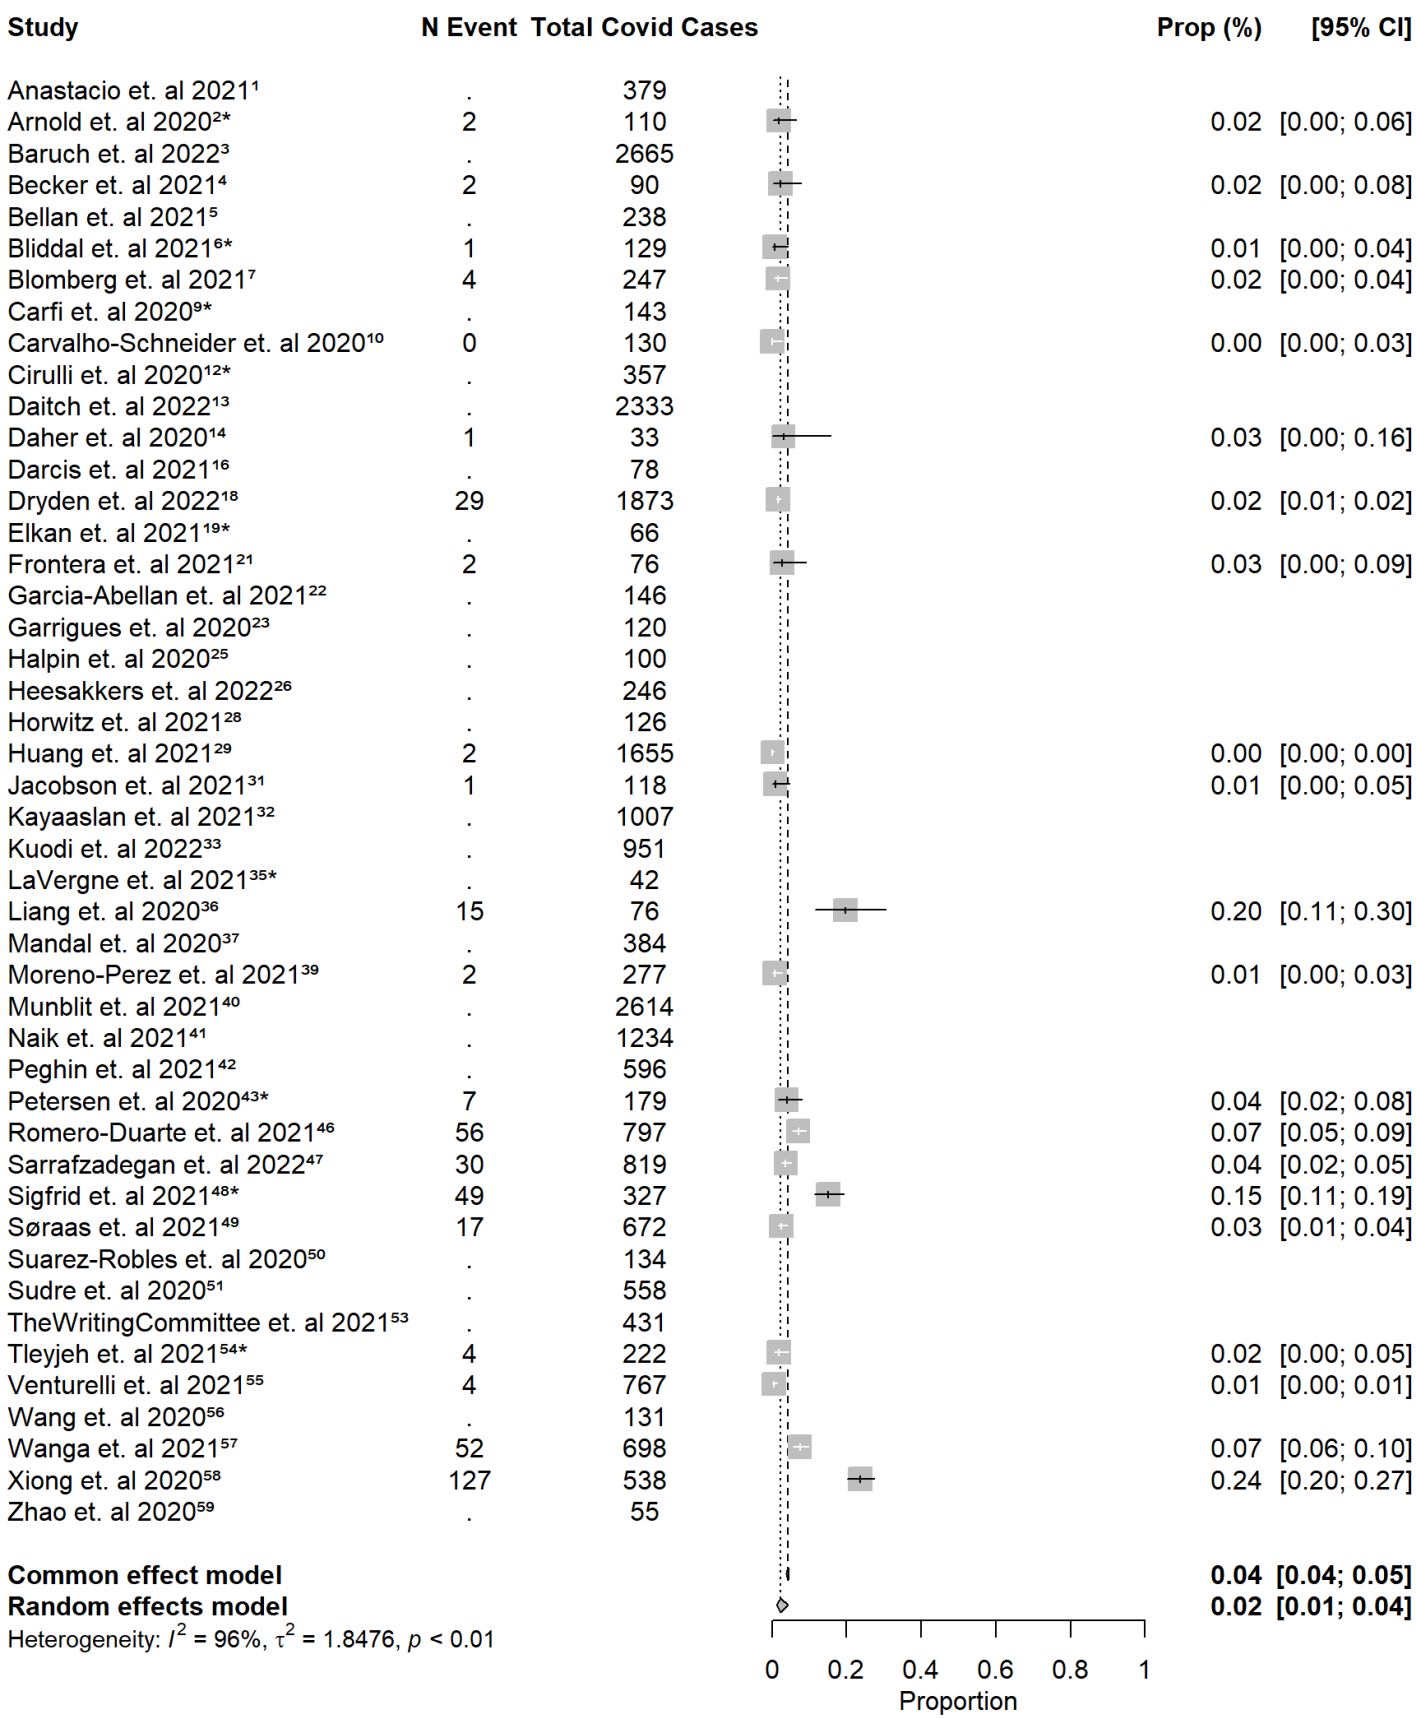 Study N Event Total Covid Cases Prop (%) [95% CI]
Anastacio et. al 2021¹ . 379
Arnold et. al 2020²* 2 110 0.02 [0.00; 0.06]
Baruch et. al 2022³ . 2665
Becker et. al 2021⁴ 2 90 0.02 [0.00; 0.08]
Bellan et. al 2021⁵ . 238
Bliddal et. al 2021⁶* 1 129 0.01 [0.00; 0.04]
Blomberg et. al 2021⁷ 4 247 0.02 [0.00; 0.04]
Carfi et. al 2020⁹* . 143
Carvalho-Schneider et. al 2020¹⁰ 0 130 0.00 [0.00; 0.03]
Cirulli et. al 2020¹²* . 357
Daitch et. al 2022¹³ . 2333
Daher et. al 2020¹⁴ 1 33 0.03 [0.00; 0.16]
Darcis et. al 2021¹⁶ . 78
Dryden et. al 2022¹⁸ 29 1873 0.02 [0.01; 0.02]
Elkan et. al 2021¹⁹* . 66
Frontera et. al 2021²¹ 2 76 0.03 [0.00; 0.09]
Garcia-Abellan et. al 2021²² . 146
Garrigues et. al 2020²³ . 120
Halpin et. al 2020²⁵ . 100
Heesakkers et. al 2022²⁶ . 246
Horwitz et. al 2021²⁸ . 126
Huang et. al 2021²⁹ 2 1655 0.00 [0.00; 0.00]
Jacobson et. al 2021³¹ 1 118 0.01 [0.00; 0.05]
Kayaaslan et. al 2021³² . 1007
Kuodi et. al 2022³³ . 951
LaVergne et. al 2021³⁵* . 42
Liang et. al 2020³⁶ 15 76 0.20 [0.11; 0.30]
Mandal et. al 2020³⁷ . 384
Moreno-Perez et. al 2021³⁹ 2 277 0.01 [0.00; 0.03]
Munblit et. al 2021⁴⁰ . 2614
Naik et. al 2021⁴¹ . 1234
Peghin et. al 2021⁴² . 596
Petersen et. al 2020⁴³* 7 179 0.04 [0.02; 0.08]
Romero-Duarte et. al 2021⁴⁶ 56 797 0.07 [0.05; 0.09]
Sarrafzadegan et. al 2022⁴⁷ 30 819 0.04 [0.02; 0.05]
Sigfrid et. al 2021⁴⁸* 49 327 0.15 [0.11; 0.19]
Søraas et. al 2021⁴⁹ 17 672 0.03 [0.01; 0.04]
Suarez-Robles et. al 2020⁵⁰ . 134
Sudre et. al 2020⁵¹ . 558
TheWritingCommittee et. al 2021⁵³ . 431
Tleyjeh et. al 2021⁵⁴* 4 222 0.02 [0.00; 0.05]
Venturelli et. al 2021⁵⁵ 4 767 0.01 [0.00; 0.01]
Wang et. al 2020⁵⁶ . 131
Wanga et. al 2021⁵⁷ 52 698 0.07 [0.06; 0.10]
Xiong et. al 2020⁵⁸ 127 538 0.24 [0.20; 0.27]
Zhao et. al 2020⁵⁹ . 55
Common effect model 0.04 [0.04; 0.05]
Random effects model 0.02 [0.01; 0.04]
Heterogeneity: I² = 96%, τ² = 1.8476, p < 0.01
0 0.2 0.4 0.6 0.8 1
Proportion